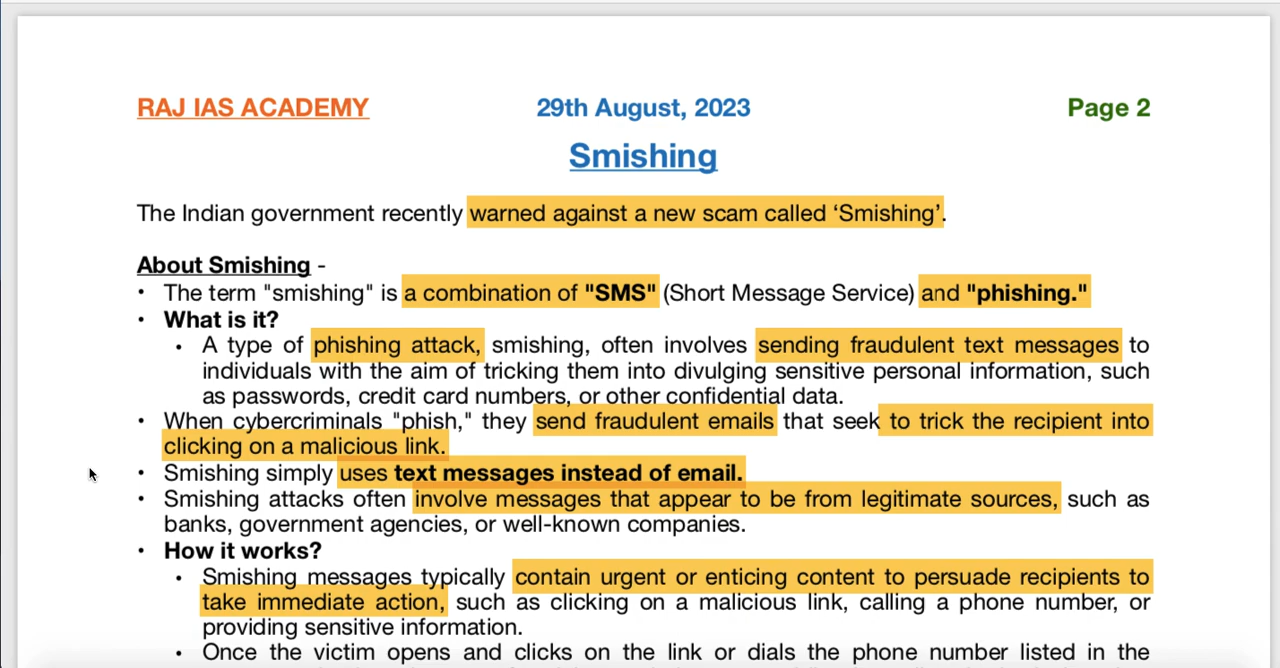 RAJ IAS ACADEMY 29th August, 2023 Page 2
Smishing
The Indian government recently warned against a new scam called ‘Smishing’.
About Smishing -
• The term "smishing" is a combination of "SMS" (Short Message Service) and "phishing."
• What is it?
• A type of phishing attack, smishing, often involves sending fraudulent text messages to
individuals with the aim of tricking them into divulging sensitive personal information, such
as passwords, credit card numbers, or other confidential data.
• When cybercriminals "phish," they send fraudulent emails that seek to trick the recipient into
clicking on a malicious link.
• Smishing simply uses text messages instead of email.
• Smishing attacks often involve messages that appear to be from legitimate sources, such as
banks, government agencies, or well-known companies.
• How it works?
• Smishing messages typically contain urgent or enticing content to persuade recipients to
take immediate action, such as clicking on a malicious link, calling a phone number, or
providing sensitive information.
• Once the victim opens and clicks on the link or dials the phone number listed in the